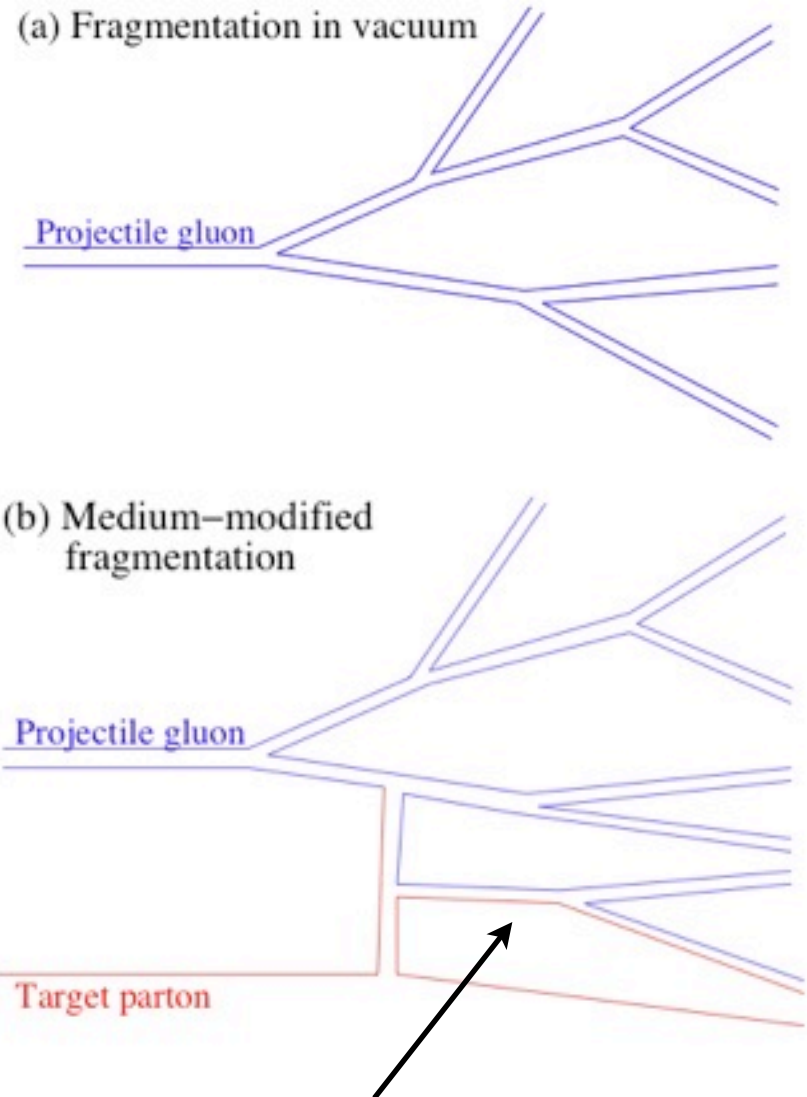 (a) Fragmentation in vacuum
Projectile gluon
(b) Medium−modified
fragmentation
Projectile gluon
Target parton